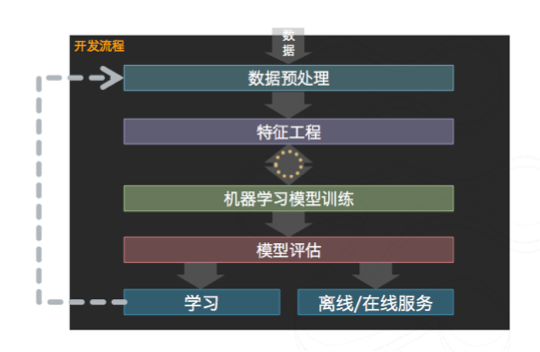 开发流程
数
据
数据预处理
特征工程
机器学习模型训练
模型评估
学习
离线/在线服务